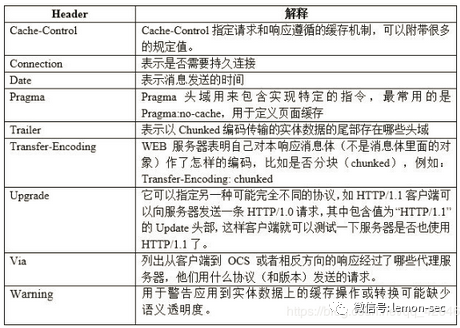 Header 解释
Cache-Control Cache-Control 指定请求和响应遵循的缓存机制，可以附带很多
的规定值。
Connection 表示是否需要持久连接
Date 表示消息发送的时间
Pragma Pragma 头域用来包含实现特定的指令，最常用的是
Pragma:no-cache，用于定义页面缓存
Trailer 表示以 Chunked 编码传输的实体数据的尾部存在哪些头域
Transfer-Encoding WEB 服务器表明自己对本响应消息体（不是消息体里面的对
象）作了怎样的编码，比如是否分块（chunked），例如：
Transfer-Encoding: chunked
Upgrade 它可以指定另一种可能完全不同的协议，如 HTTP/1.1 客户端可
以向服务器发送一条 HTTP/1.0 请求，其中包含值为“HTTP/1.1”
的 Update 头部，这样客户端就可以测试一下服务器是否也使用
HTTP/1.1 了。
Via 列出从客户端到 OCS 或者相反方向的响应经过了哪些代理服
务器，他们用什么协议（和版本）发送的请求。
Warning 用于警告应用到实体数据上的缓存操作或转换可能缺少
语义透明度。
微信号: lemon-sec